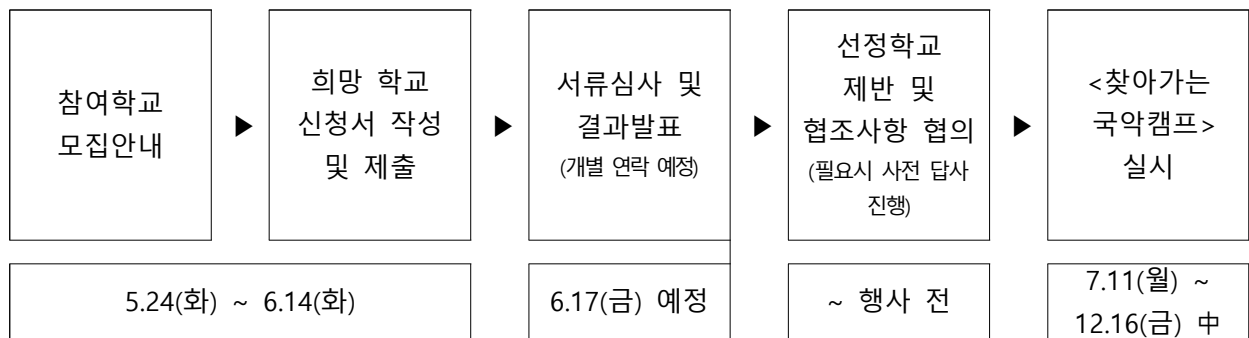 참여학교
모집안내
▶
희망 학교
신청서 작성
및 제출
▶
서류심사 및
결과발표
(개별 연락 예정)
▶
선정학교
제반 및
협조사항 협의
(필요시 사전 답사
진행)
▶
<찾아가는
국악캠프>
실시
5.24(화) ~ 6.14(화)
6.17(금) 예정
~ 행사 전
7.11(월) ~
12.16(금) 中